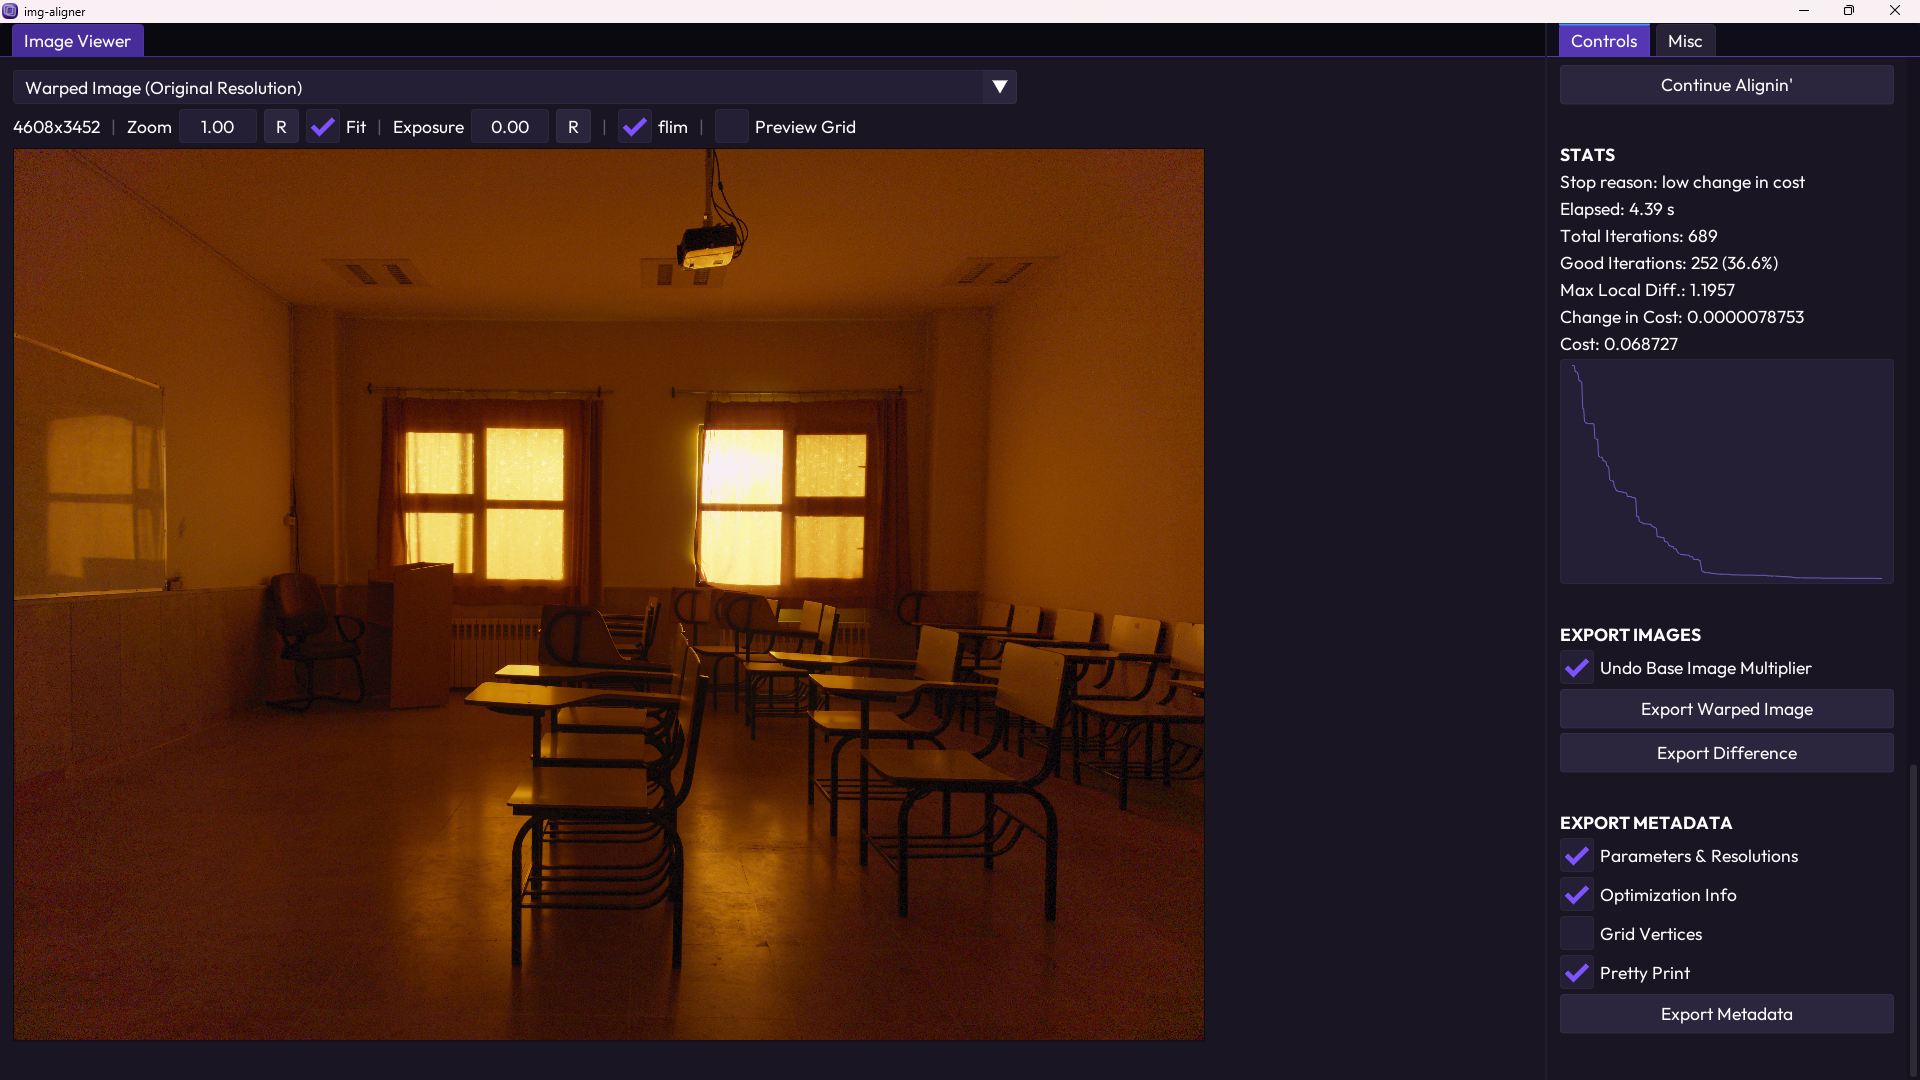 img-aligner
Image Viewer
Controls Misc
Warped Image (Original Resolution)
4608x3452 | Zoom 1.00 R Fit | Exposure 0.00 R | flim | Preview Grid
Continue Alignin'
STATS
Stop reason: low change in cost
Elapsed: 4.39 s
Total Iterations: 689
Good Iterations: 252 (36.6%)
Max Local Diff.: 1.1957
Change in Cost: 0.0000078753
Cost: 0.068727
EXPORT IMAGES
Undo Base Image Multiplier
Export Warped Image
Export Difference
EXPORT METADATA
Parameters & Resolutions
Optimization Info
Grid Vertices
Pretty Print
Export Metadata